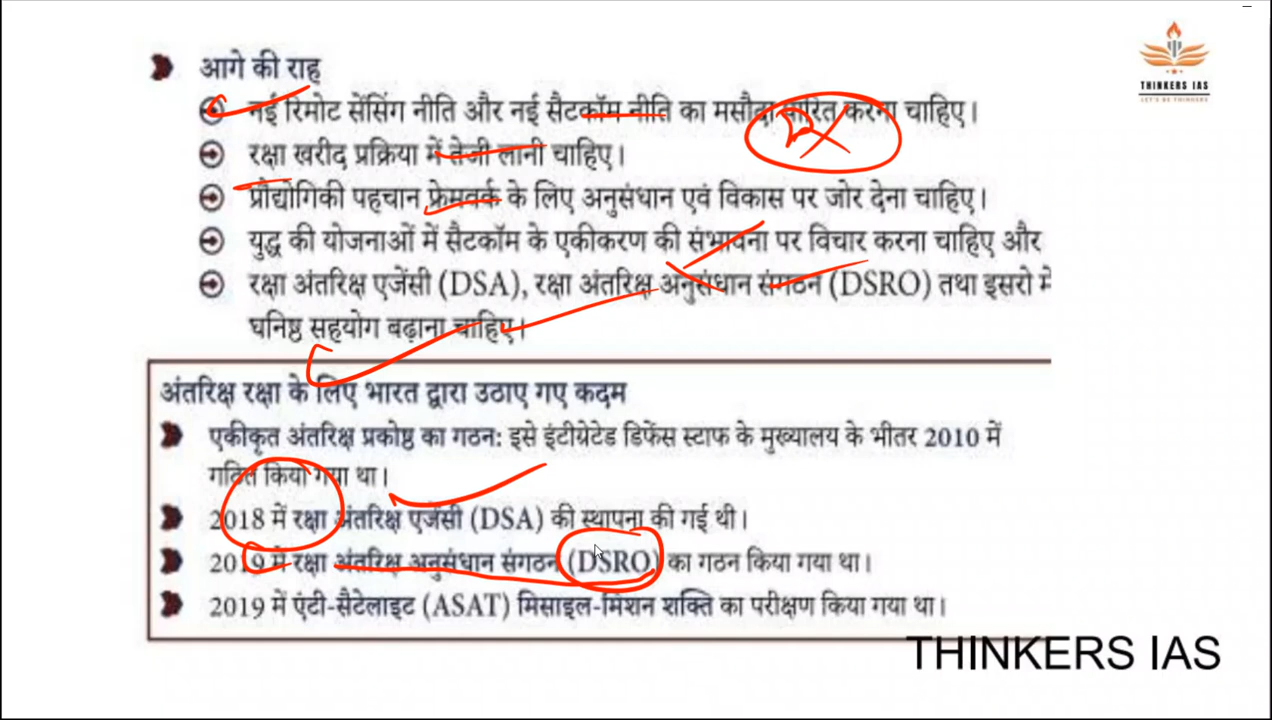 आगे की राह
THINKERS IAS
LET'S BE THINKERS
नई रिमोट सेंसिंग नीति और नई सैटकॉम नीति का मसौदा पारित करना चाहिए।
रक्षा खरीद प्रक्रिया में तेजी लानी चाहिए।
प्रौद्योगिकी पहचान फ्रेमवर्क के लिए अनुसंधान एवं विकास पर जोर देना चाहिए।
युद्ध की योजनाओं में सैटकॉम के एकीकरण की संभावना पर विचार करना चाहिए और
रक्षा अंतरिक्ष एजेंसी (DSA), रक्षा अंतरिक्ष अनुसंधान संगठन (DSRO) तथा इसरो में
घनिष्ठ सहयोग बढ़ाना चाहिए।
अंतरिक्ष रक्षा के लिए भारत द्वारा उठाए गए कदम
एकीकृत अंतरिक्ष प्रकोष्ठ का गठन: इसे इंटीग्रेटेड डिफेंस स्टाफ के मुख्यालय के भीतर 2010 में
गठित किया गया था।
2018 में रक्षा अंतरिक्ष एजेंसी (DSA) की स्थापना की गई थी।
2019 में रक्षा अंतरिक्ष अनुसंधान संगठन (DSRO) का गठन किया गया था।
2019 में एंटी-सैटेलाइट (ASAT) मिसाइल-मिशन शक्ति का परीक्षण किया गया था।
THINKERS IAS